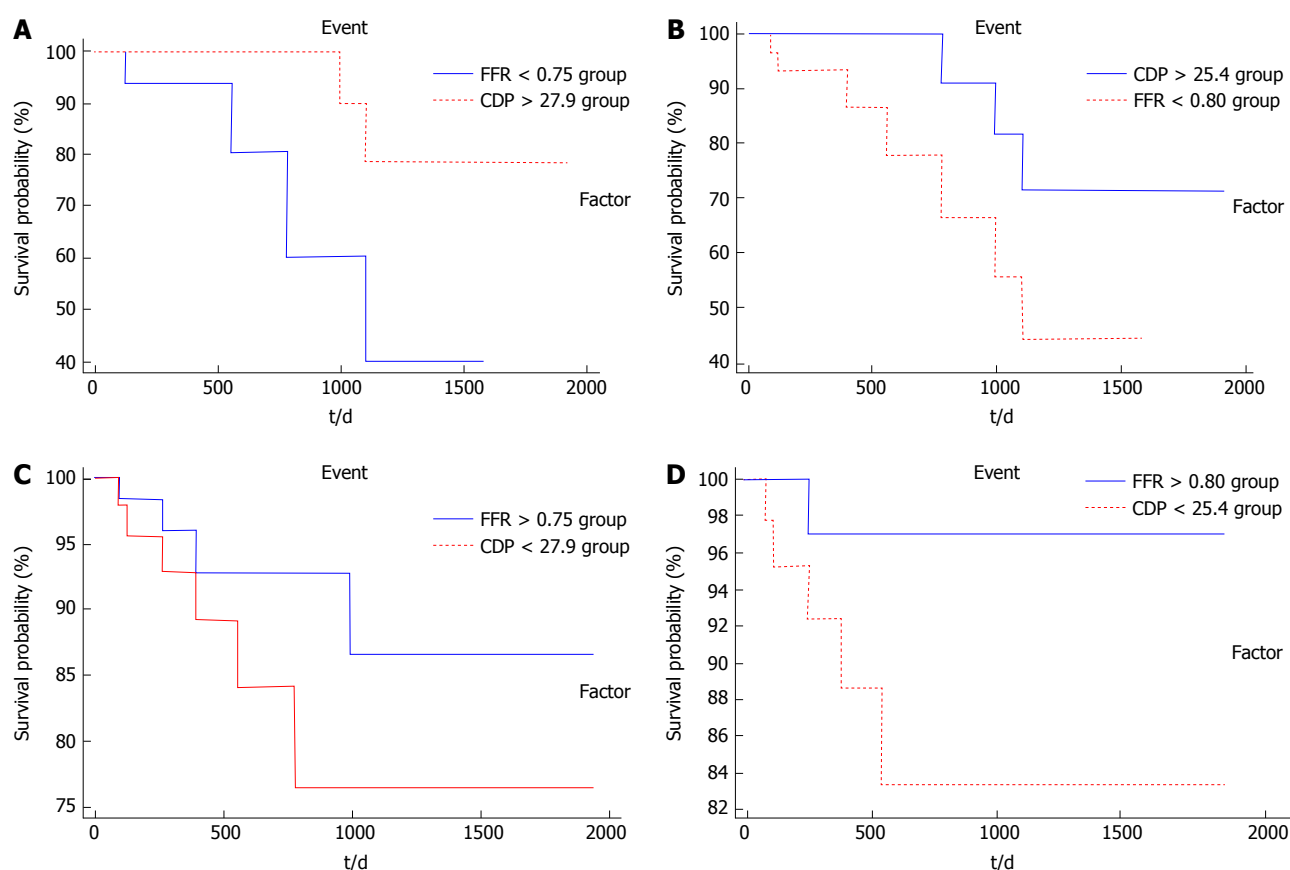 A
Event
100
90
80
70
60
50
40
Survival probability (%)
FFR < 0.75 group
CDP > 27.9 group
Factor
0 500 1000 1500 2000
t/d
B
Event
100
90
80
70
60
50
40
Survival probability (%)
CDP > 25.4 group
FFR < 0.80 group
Factor
0 500 1000 1500 2000
t/d
C
Event
100
95
90
85
80
75
Survival probability (%)
FFR > 0.75 group
CDP < 27.9 group
Factor
0 500 1000 1500 2000
t/d
D
Event
100
98
96
94
92
90
88
86
84
82
Survival probability (%)
FFR > 0.80 group
CDP < 25.4 group
Factor
0 500 1000 1500 2000
t/d